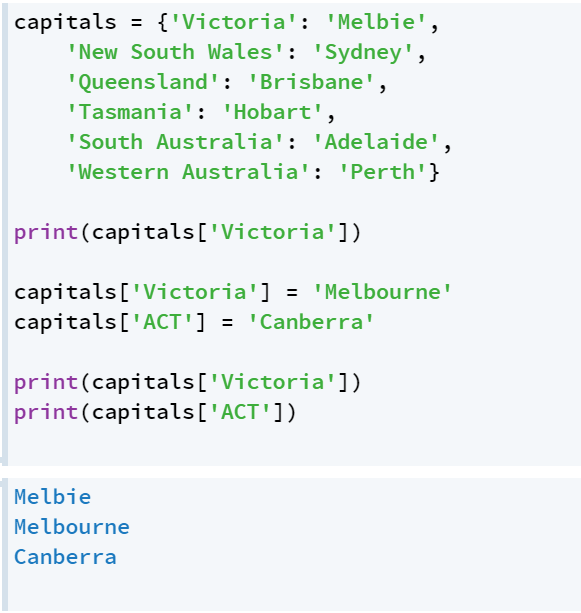 capitals = {'Victoria': 'Melbie',
    'New South Wales': 'Sydney',
    'Queensland': 'Brisbane',
    'Tasmania': 'Hobart',
    'South Australia': 'Adelaide',
    'Western Australia': 'Perth'}
print(capitals['Victoria'])
capitals['Victoria'] = 'Melbourne'
capitals['ACT'] = 'Canberra'
print(capitals['Victoria'])
print(capitals['ACT'])
Melbie
Melbourne
Canberra